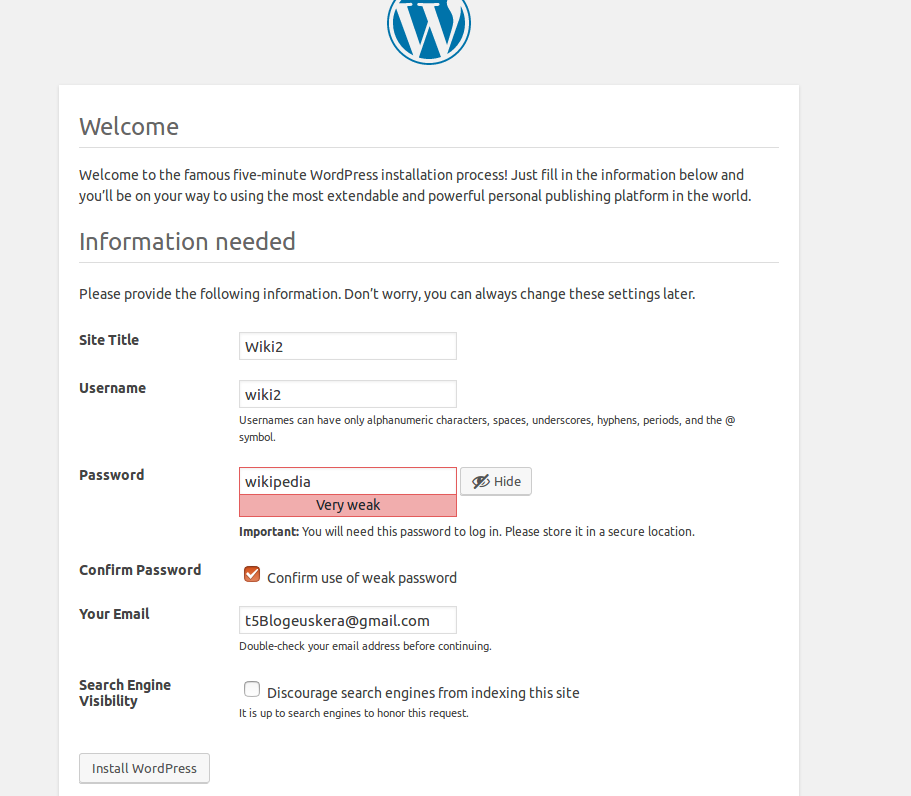 Welcome
Welcome to the famous five-minute WordPress installation process! Just fill in the information below and
you’ll be on your way to using the most extendable and powerful personal publishing platform in the world.
Information needed
Please provide the following information. Don’t worry, you can always change these settings later.
Site Title
Wiki2
Username
wiki2
Usernames can have only alphanumeric characters, spaces, underscores, hyphens, periods, and the @
symbol.
Password
wikipedia
Hide
Very weak
Important: You will need this password to log in. Please store it in a secure location.
Confirm Password
Confirm use of weak password
Your Email
t5Blogeuskera@gmail.com
Double-check your email address before continuing.
Search Engine
Visibility
Discourage search engines from indexing this site
It is up to search engines to honor this request.
Install WordPress